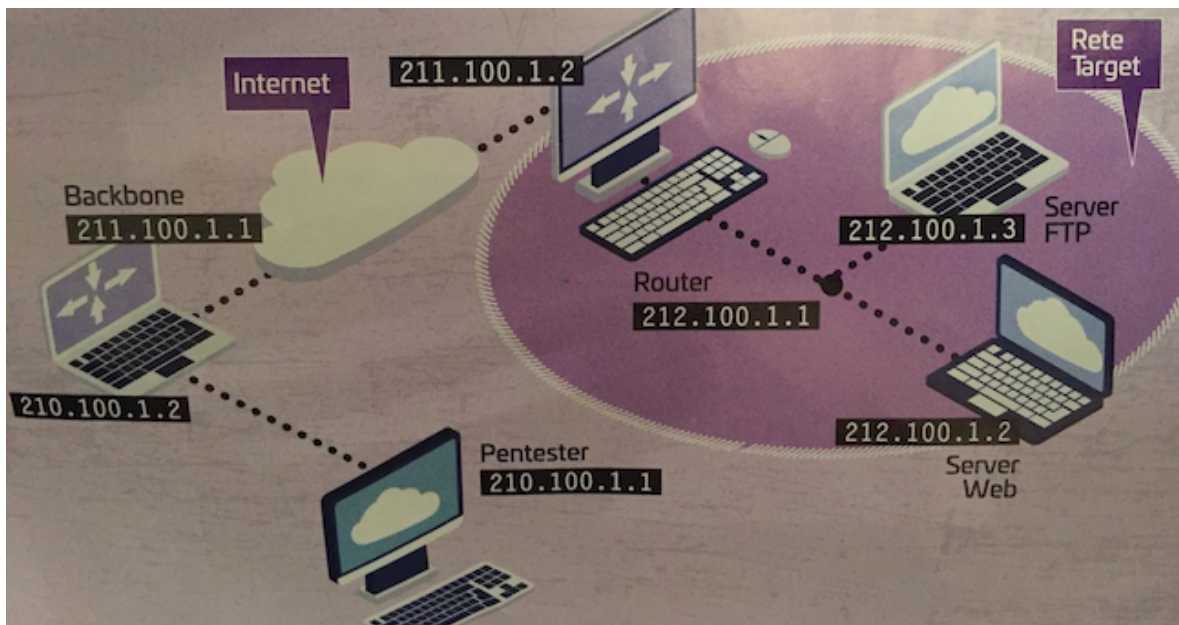 211.100.1.2
Internet
Rete
Target
Backbone
211.100.1.1
212.100.1.3
Server
FTP
Router
212.100.1.1
210.100.1.2
212.100.1.2
Server
Web
Pentester
210.100.1.1